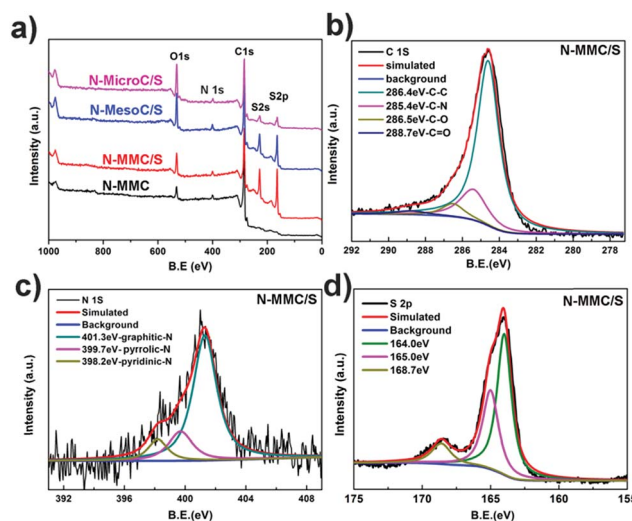 a)
O1s
C1s
N-MicroC/S
N 1s
S2s
S2p
N-MesoC/S
N-MMC/S
N-MMC
Intensity (a.u.)
1000 800 600 400 200 0
B.E (eV)
b)
C 1S
N-MMC/S
simulated
background
286.4eV-C-C
285.4eV-C-N
286.5eV-C-O
288.7eV-C=O
Intensity (a.u.)
292 290 288 286 284 282 280 278
B.E.(eV)
c)
N 1S
N-MMC/S
Simulated
Background
401.3eV-graphitic-N
399.7eV- pyrrolic-N
398.2eV-pyridinic-N
Intensity (a.u.)
392 396 400 404 408
B.E.(eV)
d)
S 2p
N-MMC/S
Simulated
Background
164.0eV
165.0eV
168.7eV
Intensity (a.u.)
175 170 165 160 155
B.E.(eV)